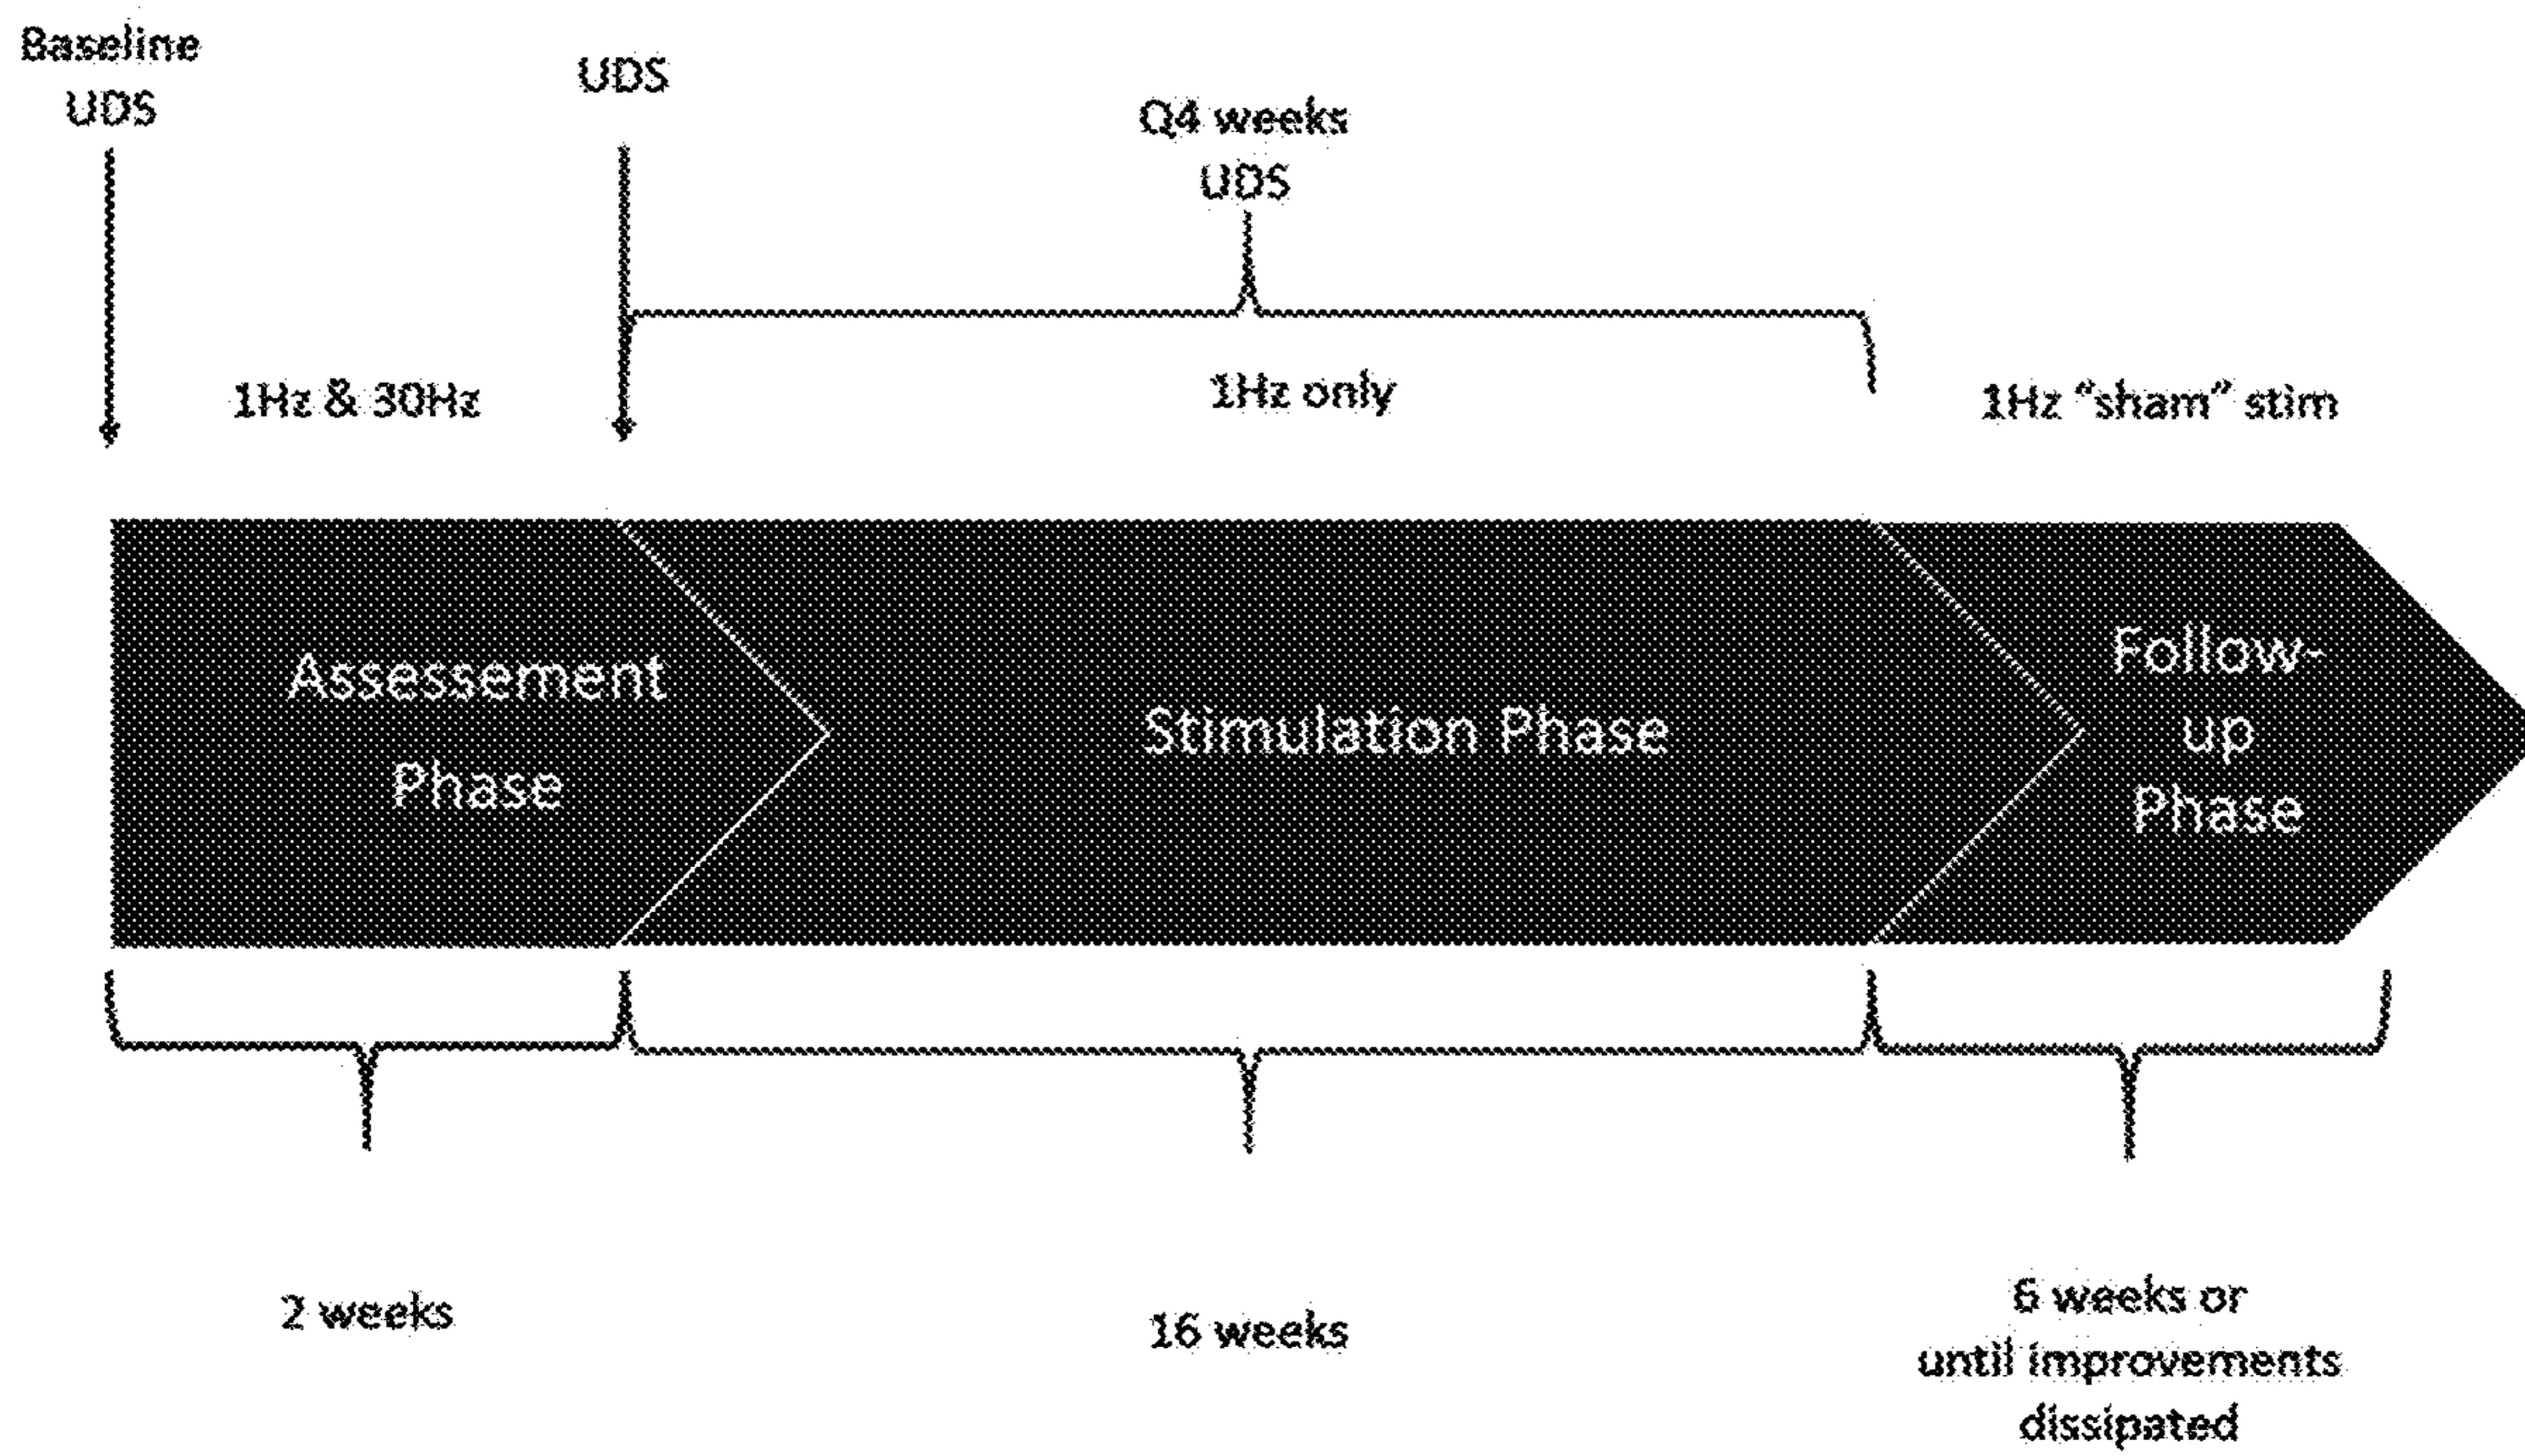 Baseline
UDS
UDS
Q4 weeks
UDS
1Hz & 30Hz
1Hz only
1Hz “sham” stim
Assessement
Phase
Stimulation Phase
Follow-
up
Phase
2 weeks
16 weeks
6 weeks or
until improvements
dissipated